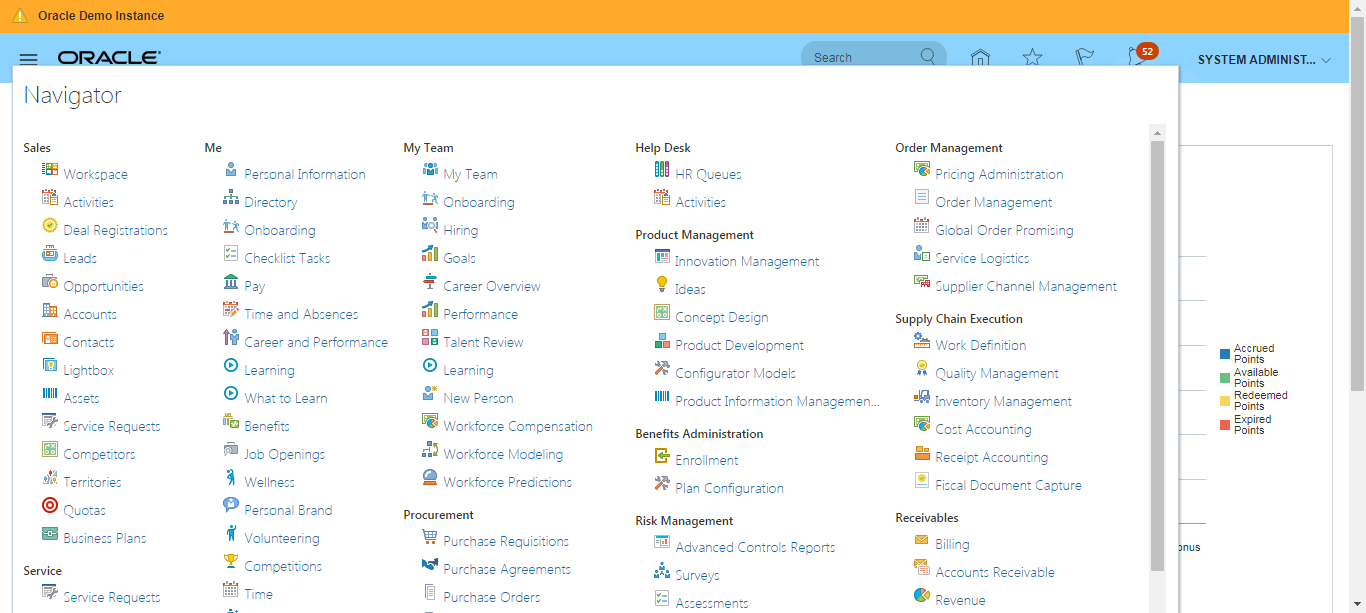 Oracle Demo Instance
ORACLE
Search
52
SYSTEM ADMINIST...
Navigator
Sales
Workspace
Activities
Deal Registrations
Leads
Opportunities
Accounts
Contacts
Lightbox
Assets
Service Requests
Competitors
Territories
Quotas
Business Plans
Service
Service Requests
Me
Personal Information
Directory
Onboarding
Checklist Tasks
Pay
Time and Absences
Career and Performance
Learning
What to Learn
Benefits
Job Openings
Wellness
Personal Brand
Volunteering
Competitions
Time
My Team
My Team
Onboarding
Hiring
Goals
Career Overview
Performance
Talent Review
Learning
New Person
Workforce Compensation
Workforce Modeling
Workforce Predictions
Procurement
Purchase Requisitions
Purchase Agreements
Purchase Orders
Help Desk
HR Queues
Activities
Product Management
Innovation Management
Ideas
Concept Design
Product Development
Configurator Models
Product Information Managemen...
Benefits Administration
Enrollment
Plan Configuration
Risk Management
Advanced Controls Reports
Surveys
Assessments
Order Management
Pricing Administration
Order Management
Global Order Promising
Service Logistics
Supplier Channel Management
Supply Chain Execution
Work Definition
Quality Management
Inventory Management
Cost Accounting
Receipt Accounting
Fiscal Document Capture
Receivables
Billing
Accounts Receivable
Revenue
Accrued
Points
Available
Points
Redeemed
Points
Expired
Points
onus